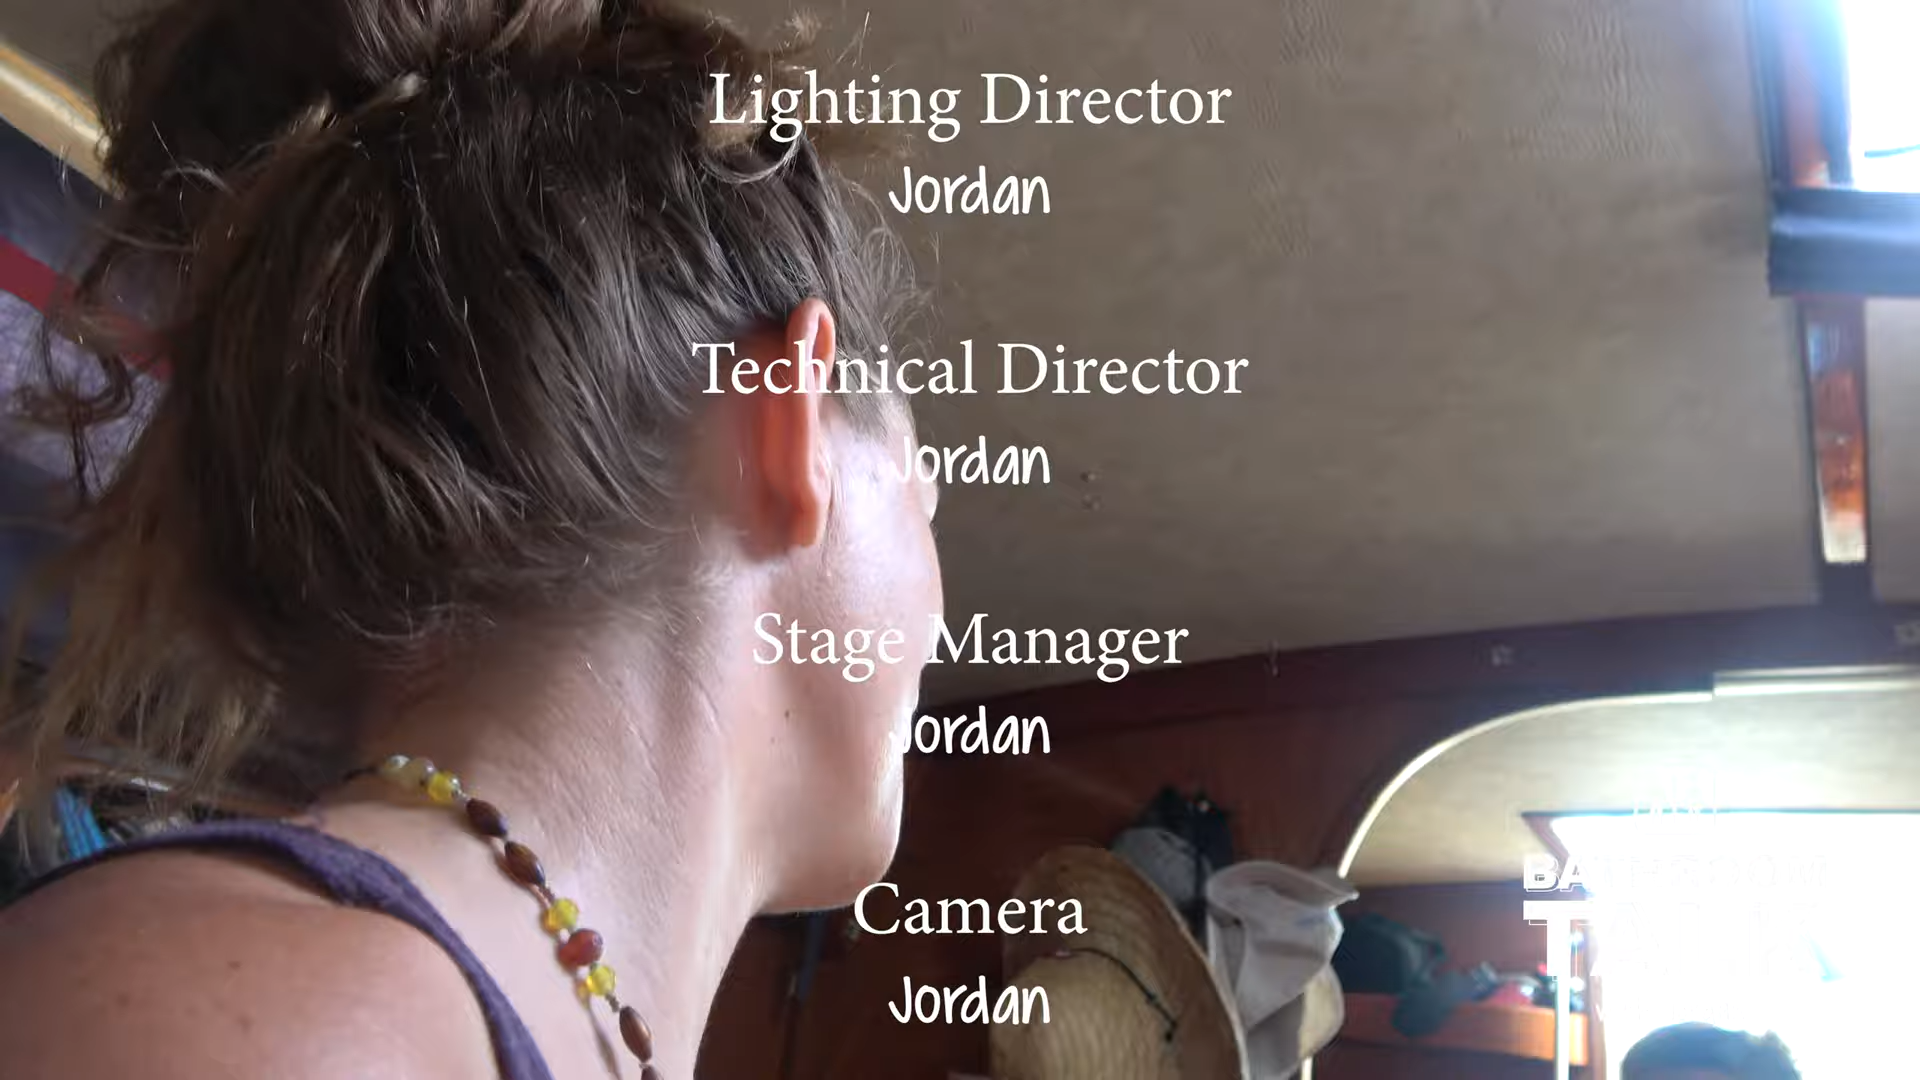 Lighting Director
Jordan
Technical Director
Jordan
Stage Manager
Jordan
Camera
Jordan